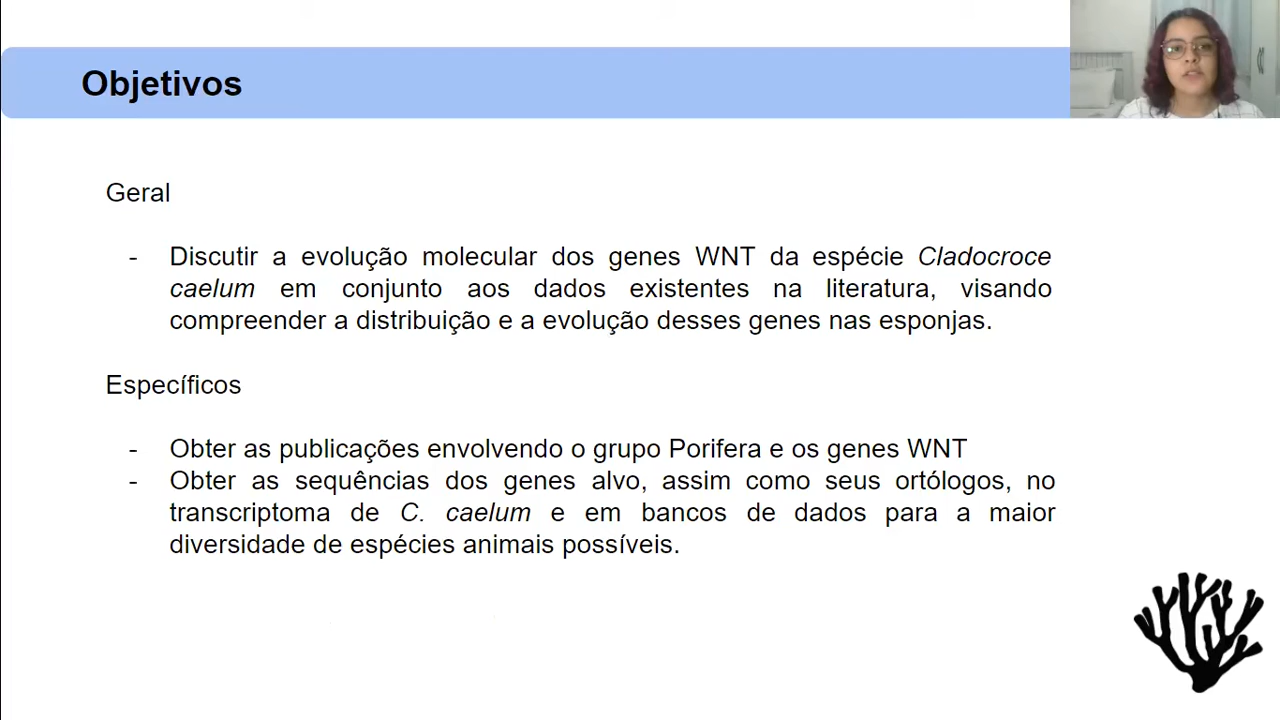 Objetivos
Geral
- Discutir a evolução molecular dos genes WNT da espécie Cladocroce
caelum em conjunto aos dados existentes na literatura, visando
compreender a distribuição e a evolução desses genes nas esponjas.
Específicos
- Obter as publicações envolvendo o grupo Porifera e os genes WNT
- Obter as sequências dos genes alvo, assim como seus ortólogos, no
transcriptoma de C. caelum e em bancos de dados para a maior
diversidade de espécies animais possíveis.